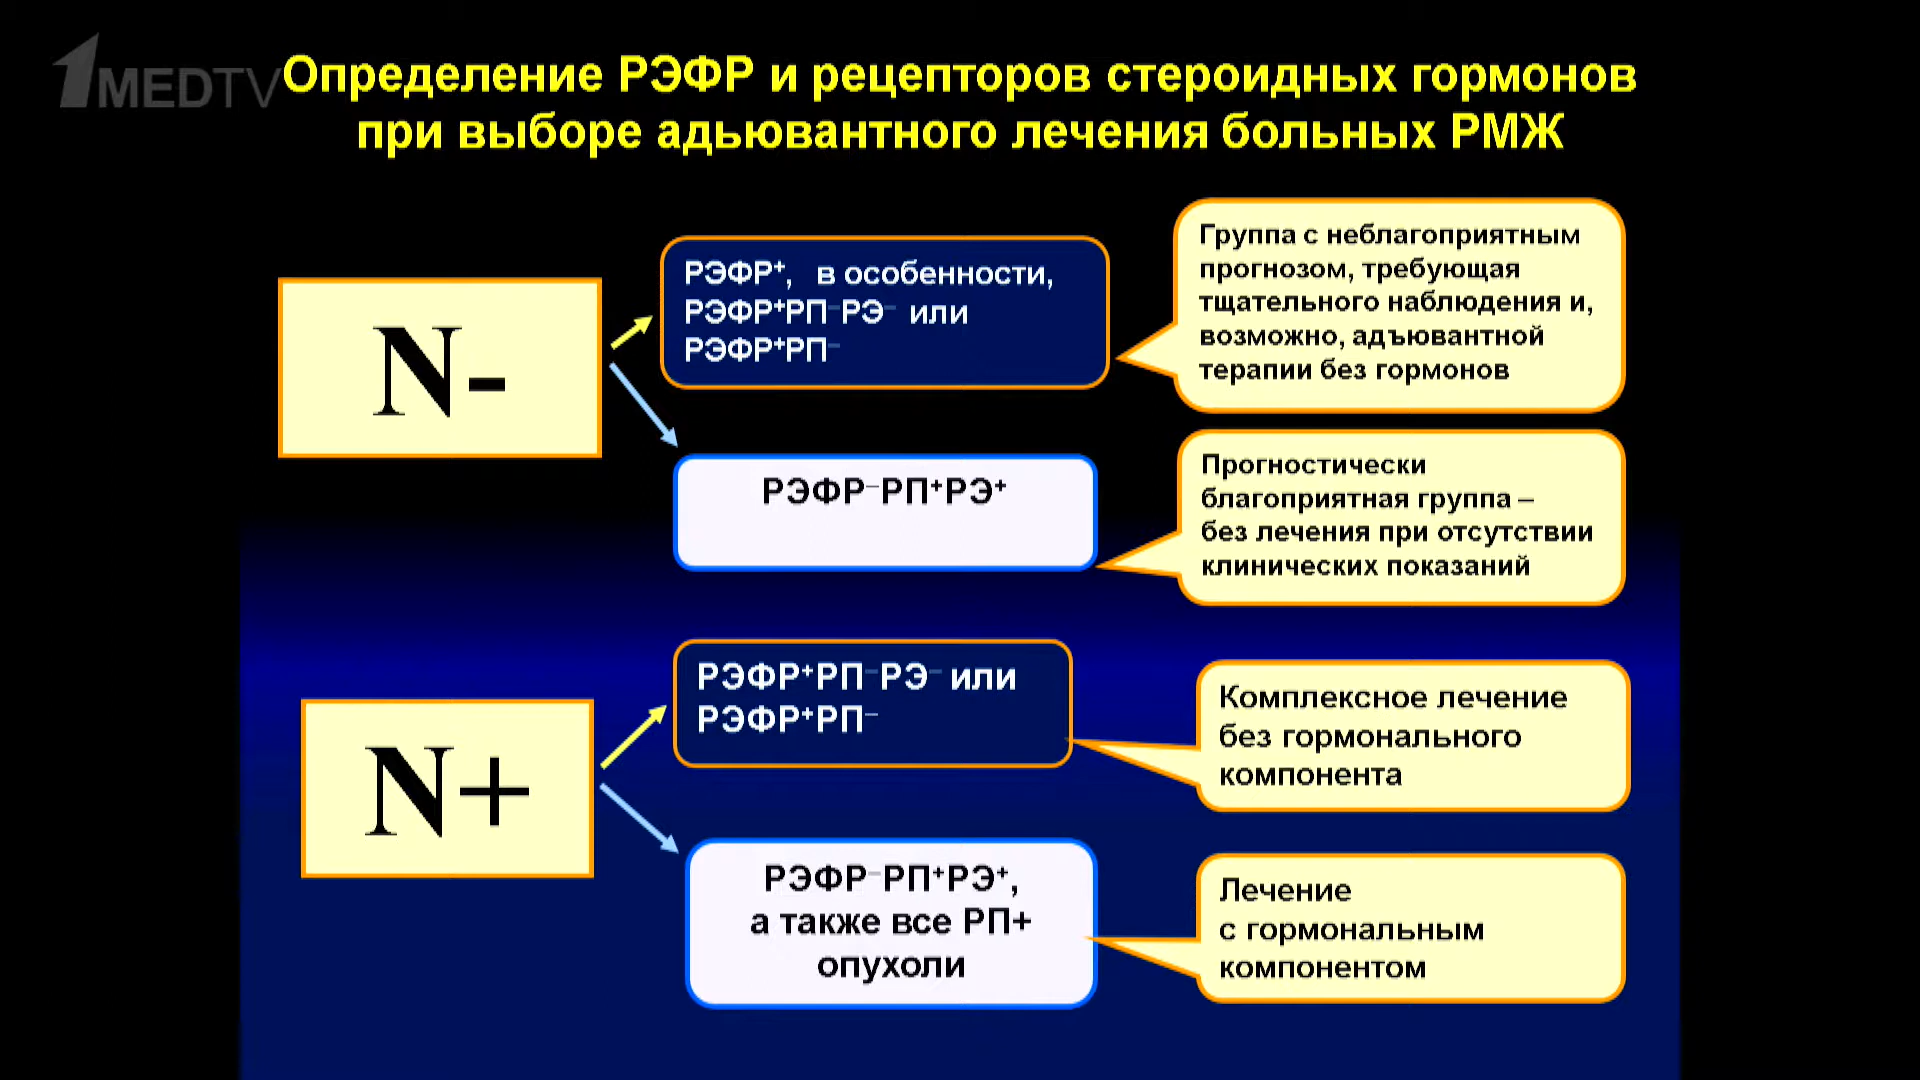 1MEDTV
Определение РЭФР и рецепторов стероидных гормонов
при выборе адьювантного лечения больных РМЖ
N-
РЭФР⁺, в особенности,
РЭФР⁺РП⁻РЭ⁻ или
РЭФР⁺РП⁻
Группа с неблагоприятным
прогнозом, требующая
тщательного наблюдения и,
возможно, адъювантной
терапии без гормонов
РЭФР⁻РП⁺РЭ⁺
Прогностически
благоприятная группа –
без лечения при отсутствии
клинических показаний
N+
РЭФР⁺РП⁻РЭ⁻ или
РЭФР⁺РП⁻
Комплексное лечение
без гормонального
компонента
РЭФР⁻РП⁺РЭ⁺,
а также все РП+
опухоли
Лечение
с гормональным
компонентом